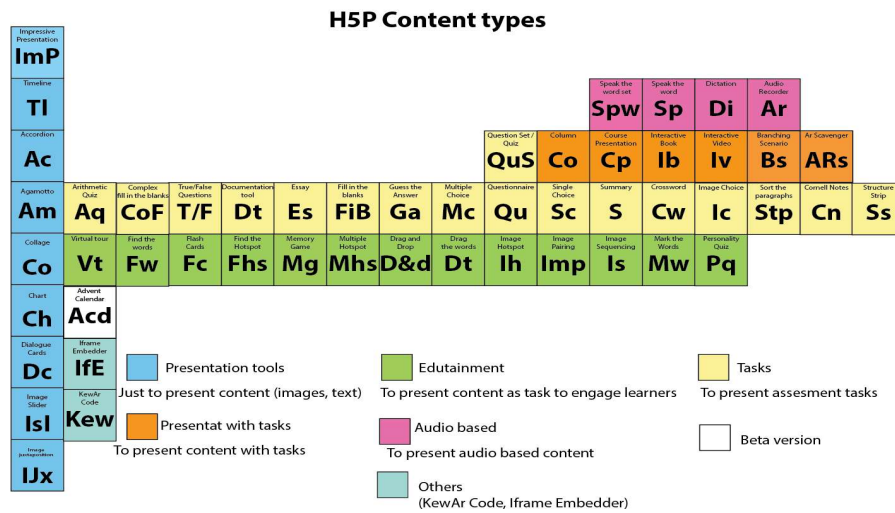 H5P Content types
Impressive
Presentation
ImP
Timeline
Tl
Speak the
word set
Spw
Speak the
word
Sp
Dictation
Di
Audio
Recorder
Ar
Accordion
Ac
Question Set /
Quiz
QuS
Column
Co
Course
Presentation
Cp
Interactive
Book
Ib
Interactive
Video
Iv
Branching
Scenario
Bs
Ar Scavenger
ARs
Agamotto
Am
Arithmetic
Quiz
Aq
Complex
fill in the blanks
CoF
True/False
Questions
T/F
Documentation
tool
Dt
Essay
Es
Fill in the
blanks
FiB
Guess the
Answer
Ga
Multiple
Choice
Mc
Questionnaire
Qu
Single
Choice
Sc
Summary
S
Crossword
Cw
Image Choice
Ic
Sort the
paragraphs
Stp
Cornell Notes
Cn
Structure
Strip
Ss
Collage
Co
Virtual tour
Vt
Find the
words
Fw
Flash
Cards
Fc
Find the
Hotspot
Fhs
Memory
Game
Mg
Multiple
Hotspot
Mhs
Drag and
Drop
D&d
Drag
the words
Dt
Image
Hotspot
Ih
Image
Pairing
Imp
Image
Sequencing
Is
Mark the
Words
Mw
Personality
Quiz
Pq
Chart
Ch
Advent
Calendar
Acd
Dialogue
Cards
Dc
Iframe
Embedder
IfE
Image
Slider
Isl
KewAr
Code
Kew
Image
juxtaposition
IJx
Presentation tools
Just to present content (images, text)
Edutainment
To present content as task to engage learners
Tasks
To present assesment tasks
Presentat with tasks
To present content with tasks
Audio based
To present audio based content
Beta version
Others
(KewAr Code, Iframe Embedder)